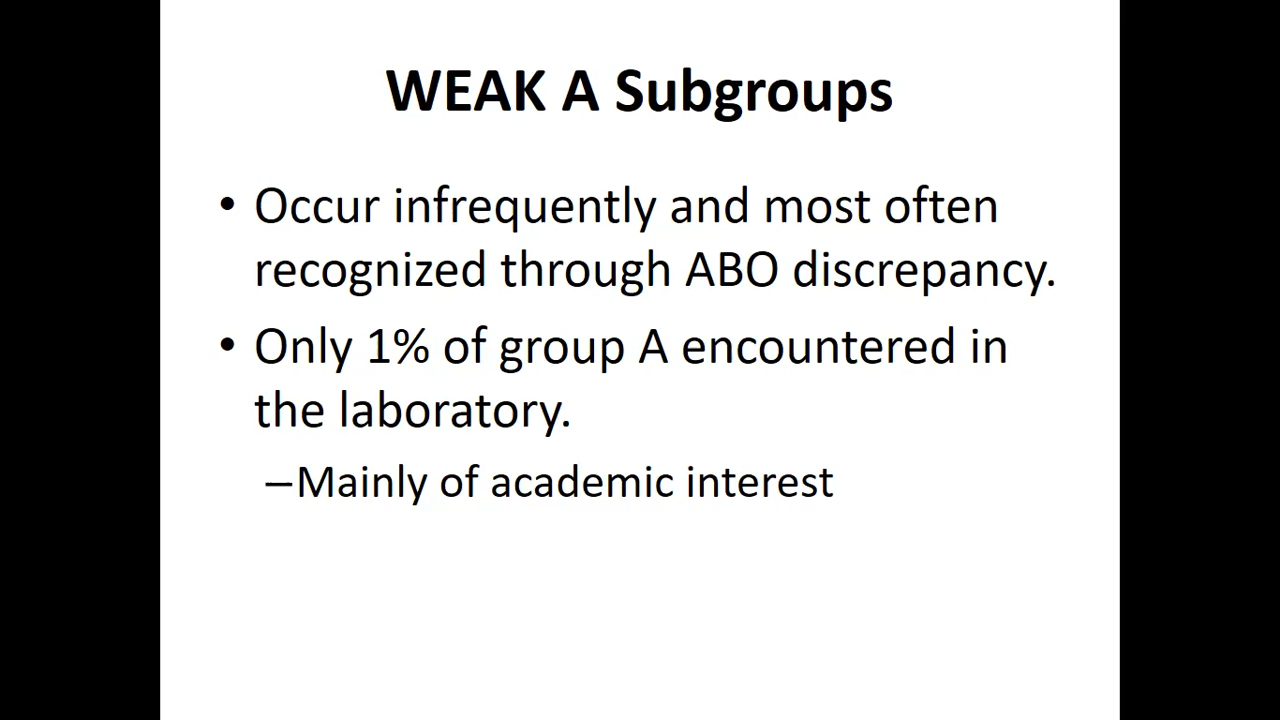 WEAK A Subgroups
• Occur infrequently and most often
recognized through ABO discrepancy.
• Only 1% of group A encountered in
the laboratory.
–Mainly of academic interest